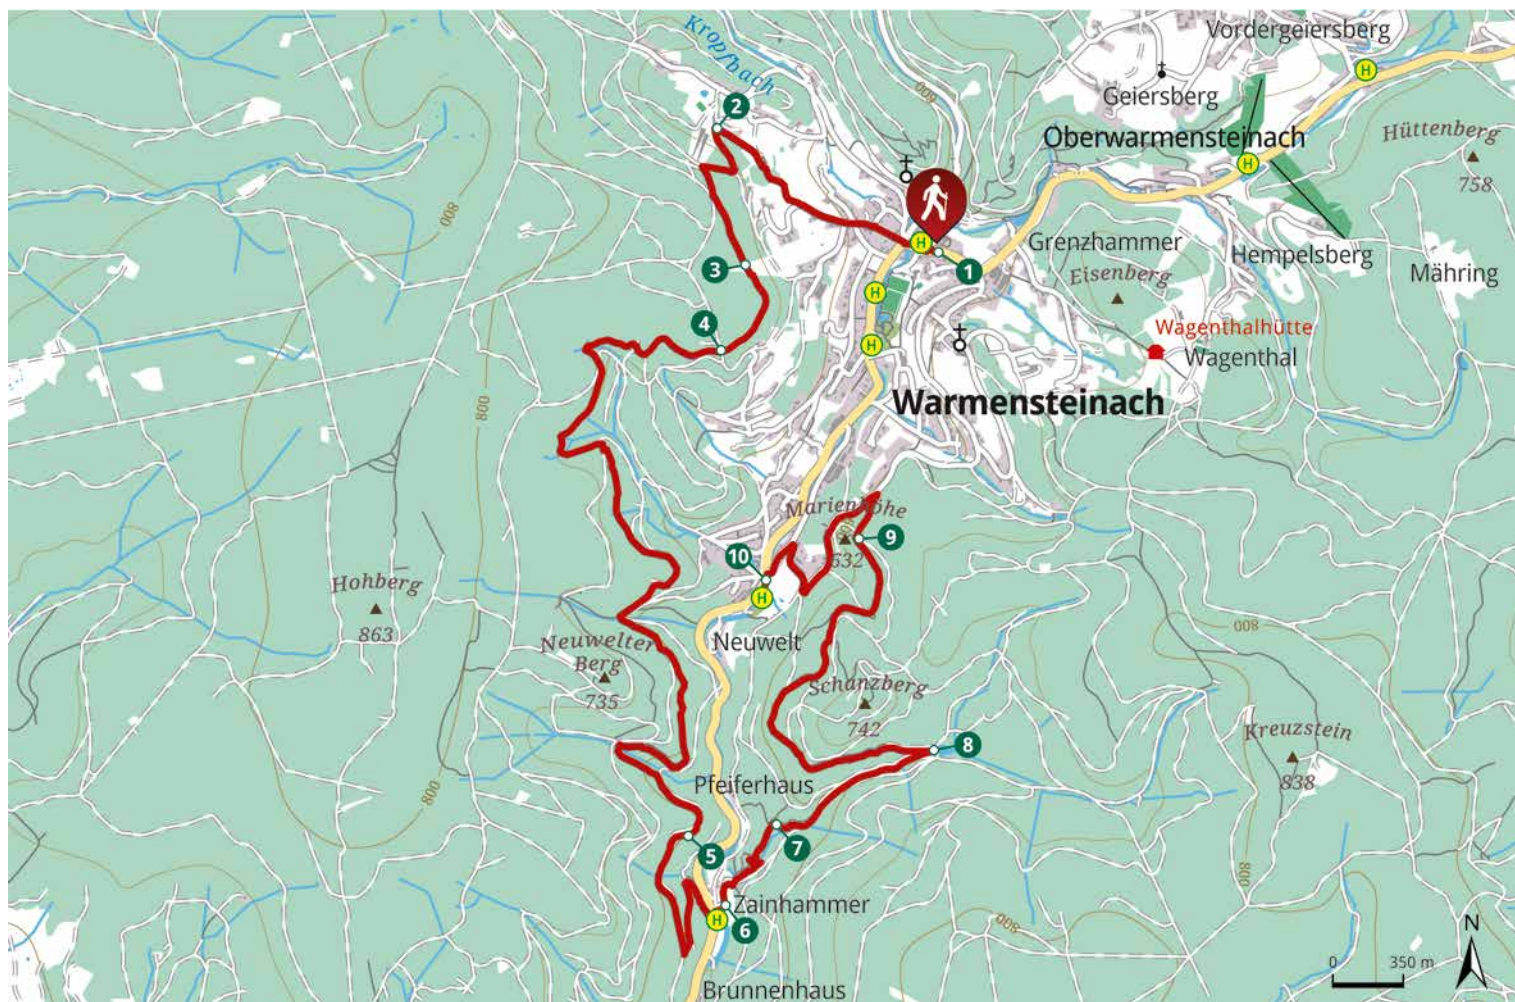 Kropfbach
Vordergeiersberg
H
600
Geiersberg
2
Oberwarmensteinach
Hüttenberg
758
H
800
H
Grenzhammer
Hempelsberg
Mähring
3
1
Eisenberg
H
4
Wagenthalhütte
Wagenthal
H
Warmensteinach
800
Marienhöhe
9
632
10
Hohberg
863
H
Neuwelt
800
Neuwelter
Berg
735
Schanzberg
742
Kreuzstein
838
8
Pfeiferhaus
800
5
7
Zainhammer
H
6
800
N
0 350 m
Brunnenhaus